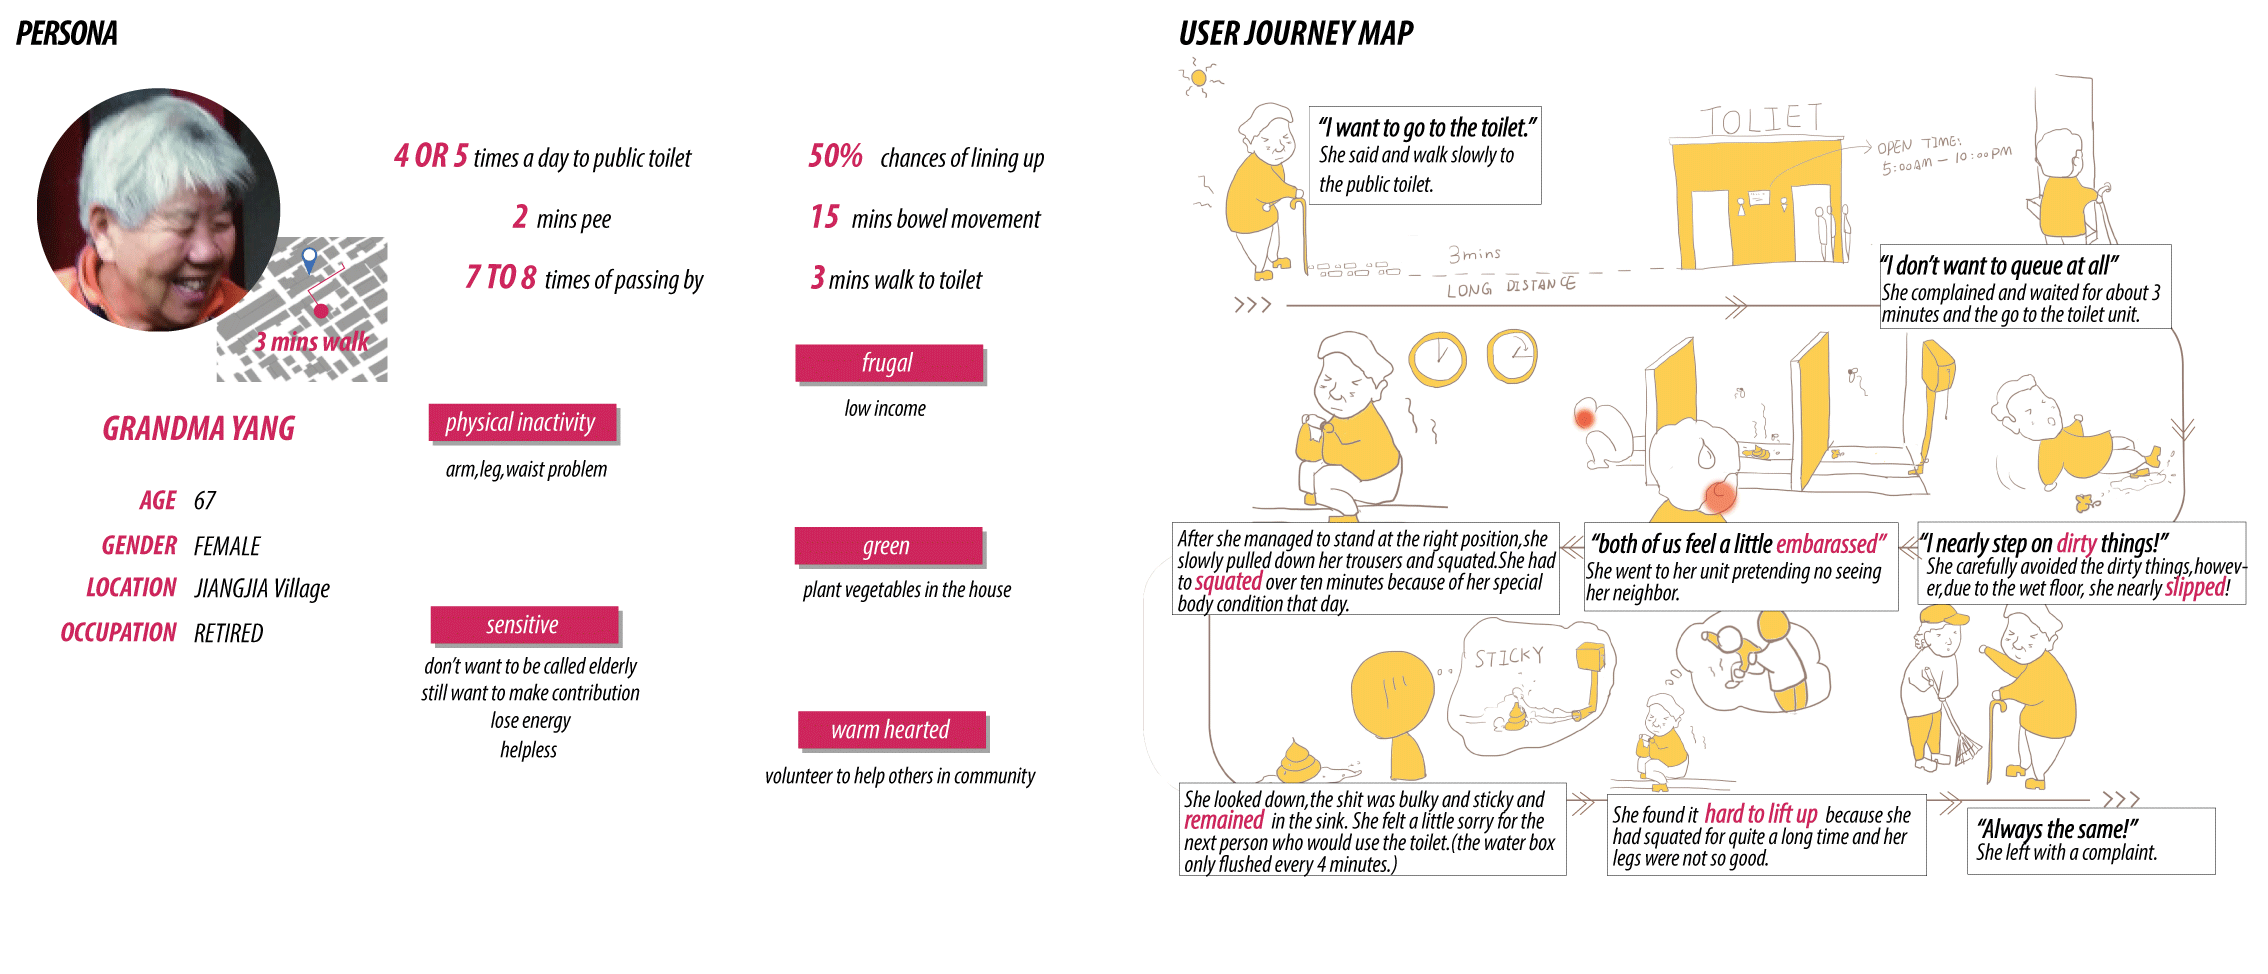 PERSONA
4 OR 5 times a day to public toilet
50% chances of lining up
2 mins pee
15 mins bowel movement
7 TO 8 times of passing by
3 mins walk to toilet
3 mins walk
GRANDMA YANG
AGE 67
GENDER FEMALE
LOCATION JIANGJIA Village
OCCUPATION RETIRED
physical inactivity
arm,leg,waist problem
sensitive
don't want to be called elderly
still want to make contribution
lose energy
helpless
frugal
low income
green
plant vegetables in the house
warm hearted
volunteer to help others in community
USER JOURNEY MAP
“I want to go to the toilet.”
She said and walk slowly to
the public toilet.
3mins
LONG DISTANCE
TOLIET
OPEN TIME:
5:00AM - 10:00PM
“I don't want to queue at all”
She complained and waited for about 3
minutes and the go to the toilet unit.
“I nearly step on dirty things!”
She carefully avoided the dirty things,howev-
er,due to the wet floor, she nearly slipped!
“both of us feel a little embarassed”
She went to her unit pretending no seeing
her neighbor.
After she managed to stand at the right position,she
slowly pulled down her trousers and squated.She had
to squated over ten minutes because of her special
body condition that day.
STICKY
She looked down,the shit was bulky and sticky and
remained in the sink. She felt a little sorry for the
next person who would use the toilet.(the water box
only flushed every 4 minutes.)
She found it hard to lift up because she
had squated for quite a long time and her
legs were not so good.
“Always the same!”
She left with a complaint.